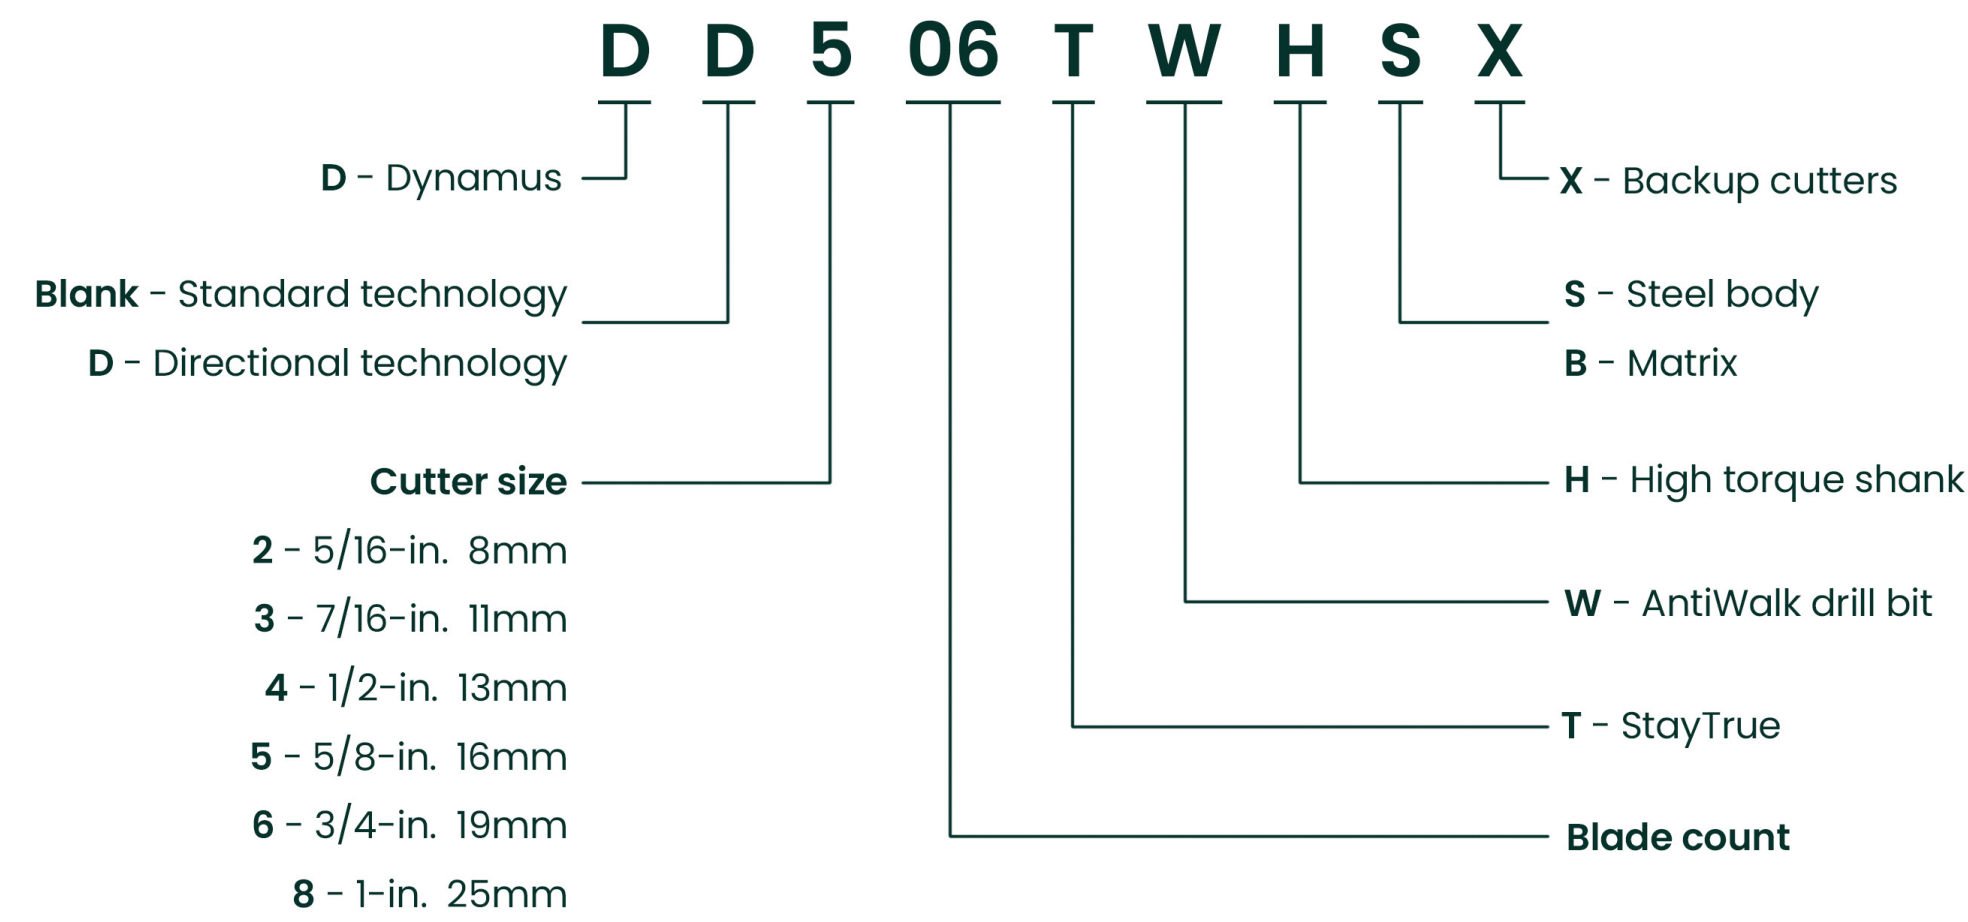 D D 5 06 T W H S X
D - Dynamus
Blank - Standard technology
D - Directional technology
Cutter size
2 - 5/16-in. 8mm
3 - 7/16-in. 11mm
4 - 1/2-in. 13mm
5 - 5/8-in. 16mm
6 - 3/4-in. 19mm
8 - 1-in. 25mm
X - Backup cutters
S - Steel body
B - Matrix
H - High torque shank
W - AntiWalk drill bit
T - StayTrue
Blade count